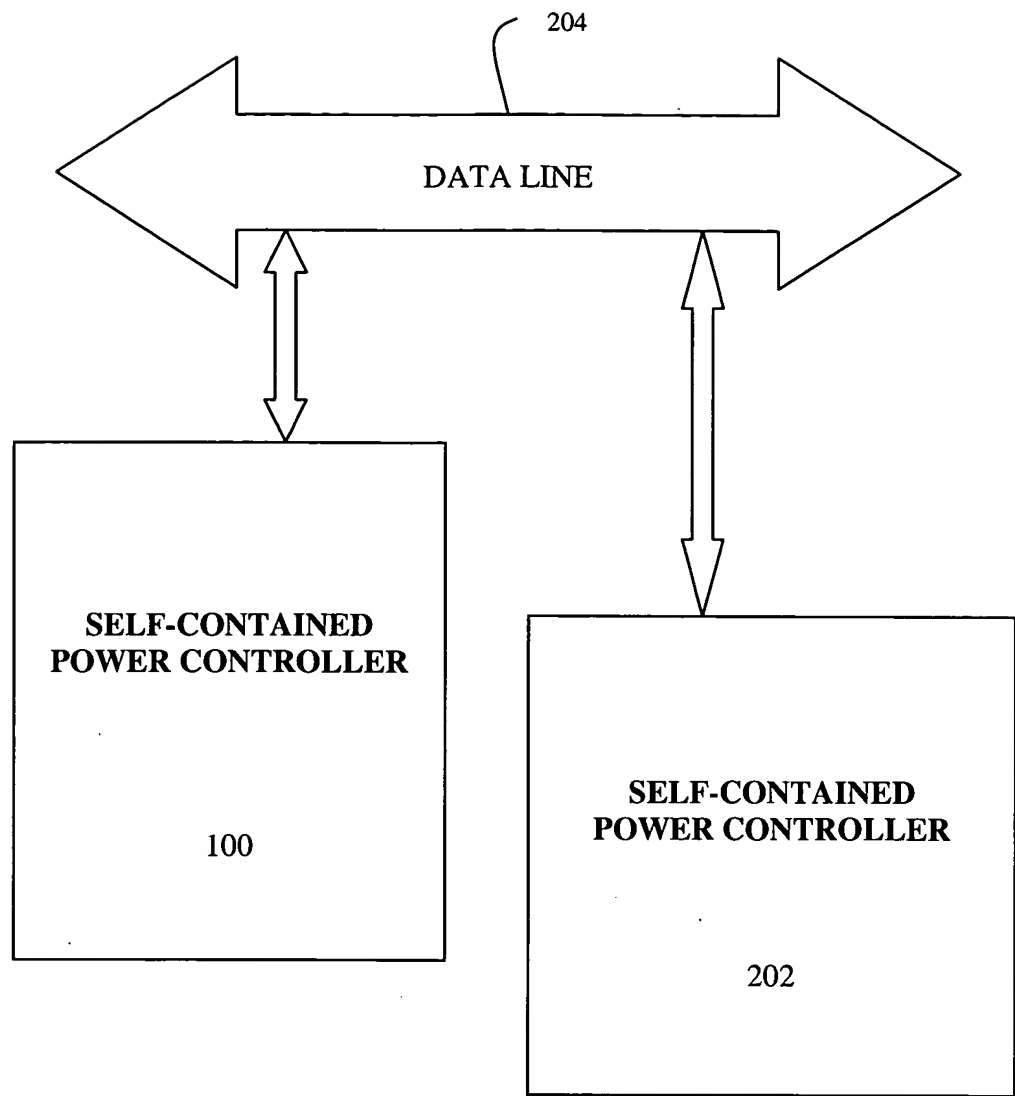 204
DATA LINE
SELF-CONTAINED
POWER CONTROLLER
100
SELF-CONTAINED
POWER CONTROLLER
202